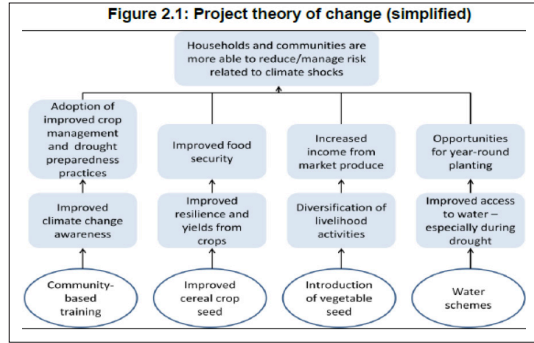 Figure 2.1: Project theory of change (simplified)
Households and communities are
more able to reduce/manage risk
related to climate shocks
Adoption of
improved crop
management
and drought
preparedness
practices
Improved food
security
Increased
income from
market produce
Opportunities
for year-round
planting
Improved
climate change
awareness
Improved
resilience and
yields from
crops
Diversification of
livelihood
activities
Improved access
to water –
especially during
drought
Community-
based
training
Improved
cereal crop
seed
Introduction of
vegetable
seed
Water
schemes